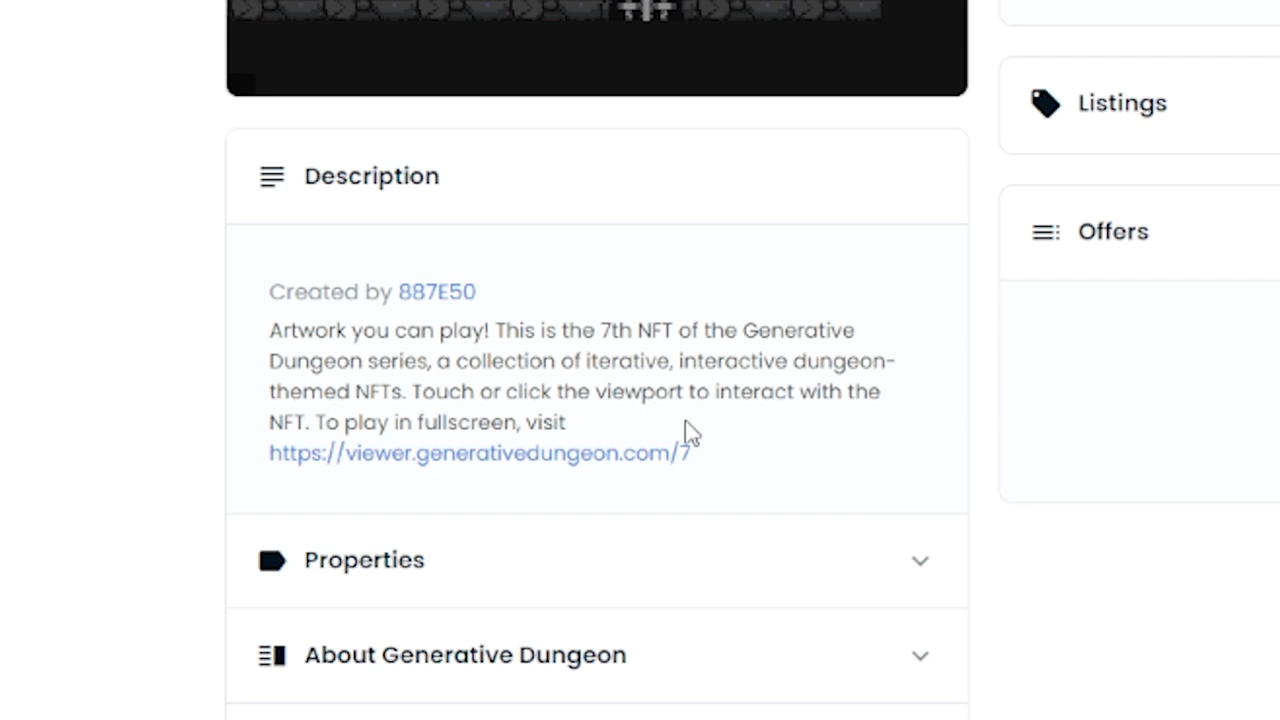 Description
Created by 887E50
Artwork you can play! This is the 7th NFT of the Generative
Dungeon series, a collection of iterative, interactive dungeon-
themed NFTs. Touch or click the viewport to interact with the
NFT. To play in fullscreen, visit
https://viewer.generativedungeon.com/7
Properties
About Generative Dungeon
Listings
Offers